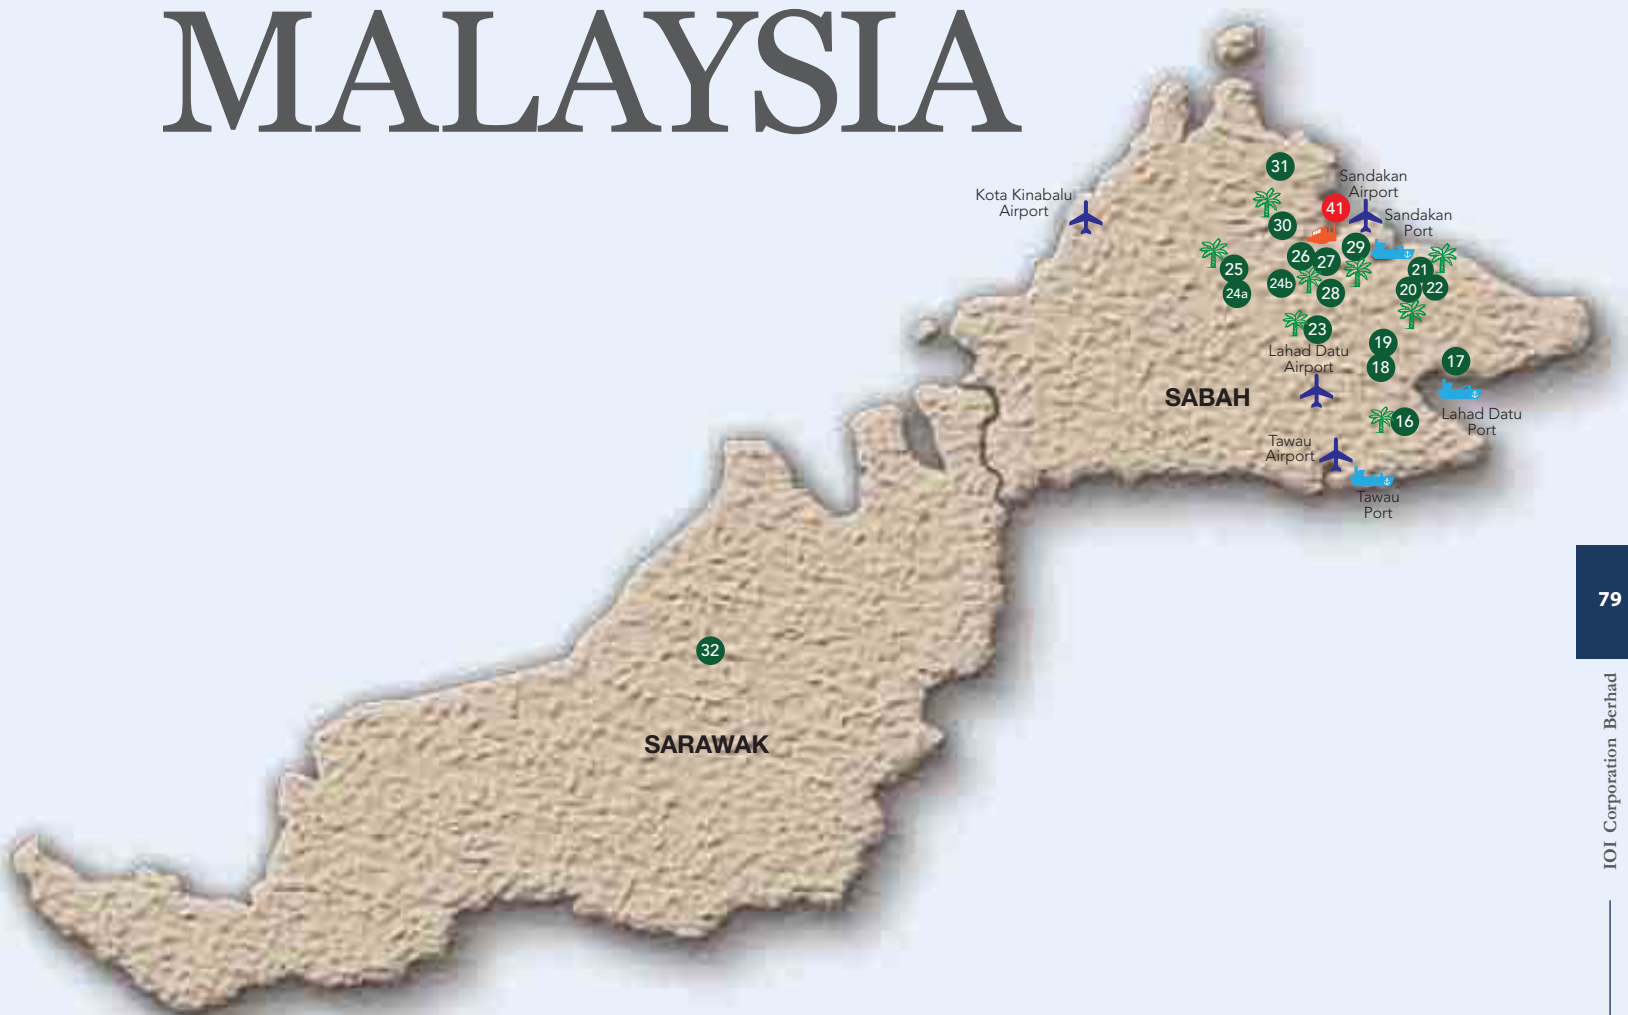 MALAYSIA
31
Sandakan
Airport
Kota Kinabalu
Airport
41
Sandakan
Port
30
29
26
27
25
24a
24b
28
21
20
22
23
19
18
17
Lahad Datu
Airport
SABAH
16
Lahad Datu
Port
Tawau
Airport
Tawau
Port
79
32
SARAWAK
IOI Corporation Berhad